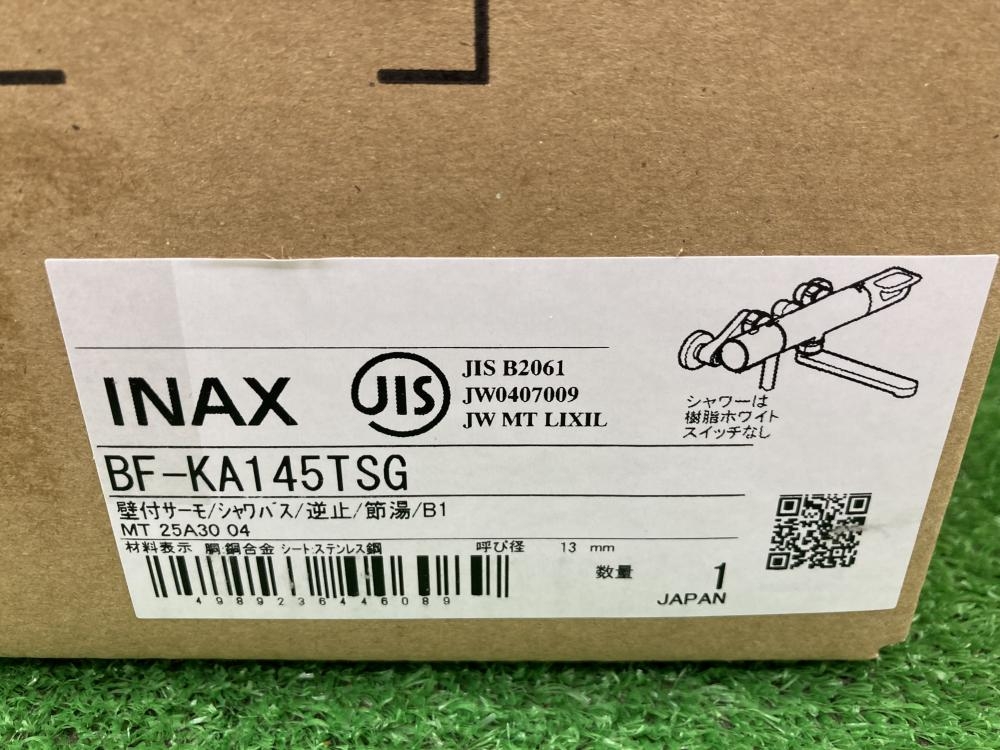 INAX
JIS
JIS B2061
JW0407009
JW MT LIXIL
シャワーは
樹脂ホワイト
スイッチなし
BF-KA145TSG
壁付サーモ/シャワバス/逆止/節湯/B1
MT 25A30 04
材料表示 胴:銅合金 シート:ステンレス鋼 呼び径 13 mm
数量 1
4989236446089
JAPAN